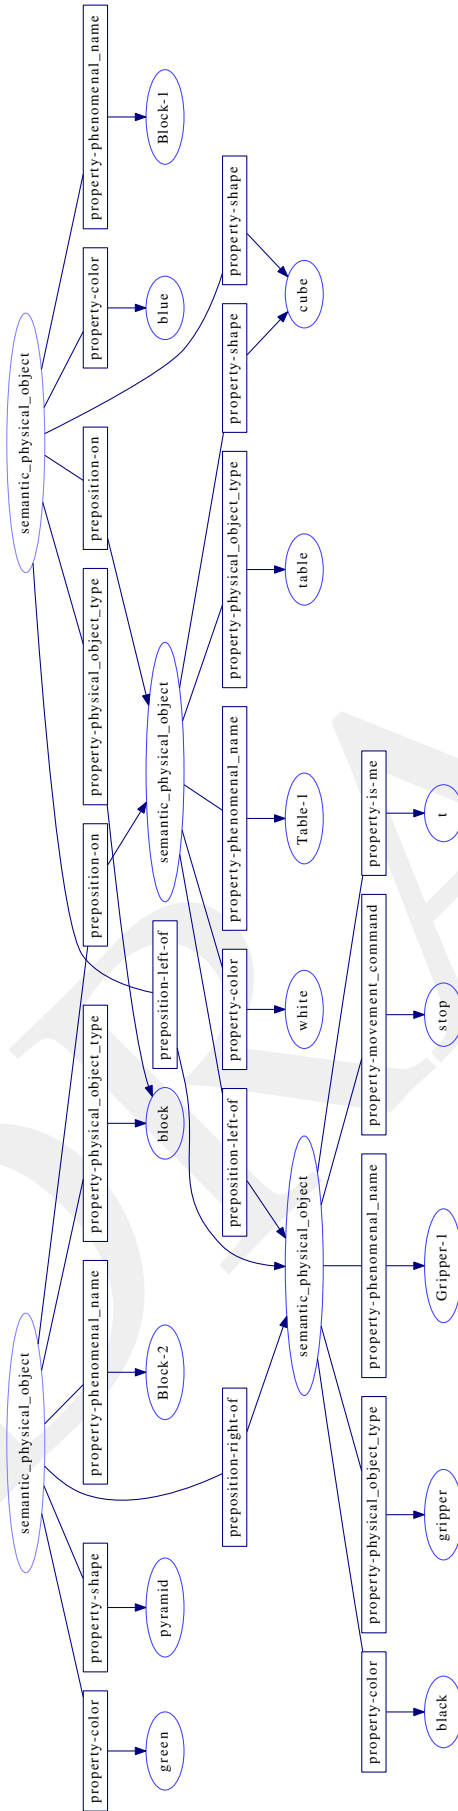 semantic_physical_object
semantic_physical_object
property-color
property-shape
property-phenomenal_name
property-physical_object_type
preposition-on
property-physical_object_type
preposition-on
property-color
property-phenomenal_name
green
pyramid
Block-2
block
preposition-left-of
semantic_physical_object
blue
Block-1
preposition-right-of
preposition-left-of
property-color
property-phenomenal_name
property-physical_object_type
property-shape
property-shape
semantic_physical_object
white
Table-1
table
cube
property-color
property-physical_object_type
property-phenomenal_name
property-movement_command
property-is-me
black
gripper
Gripper-1
stop
t